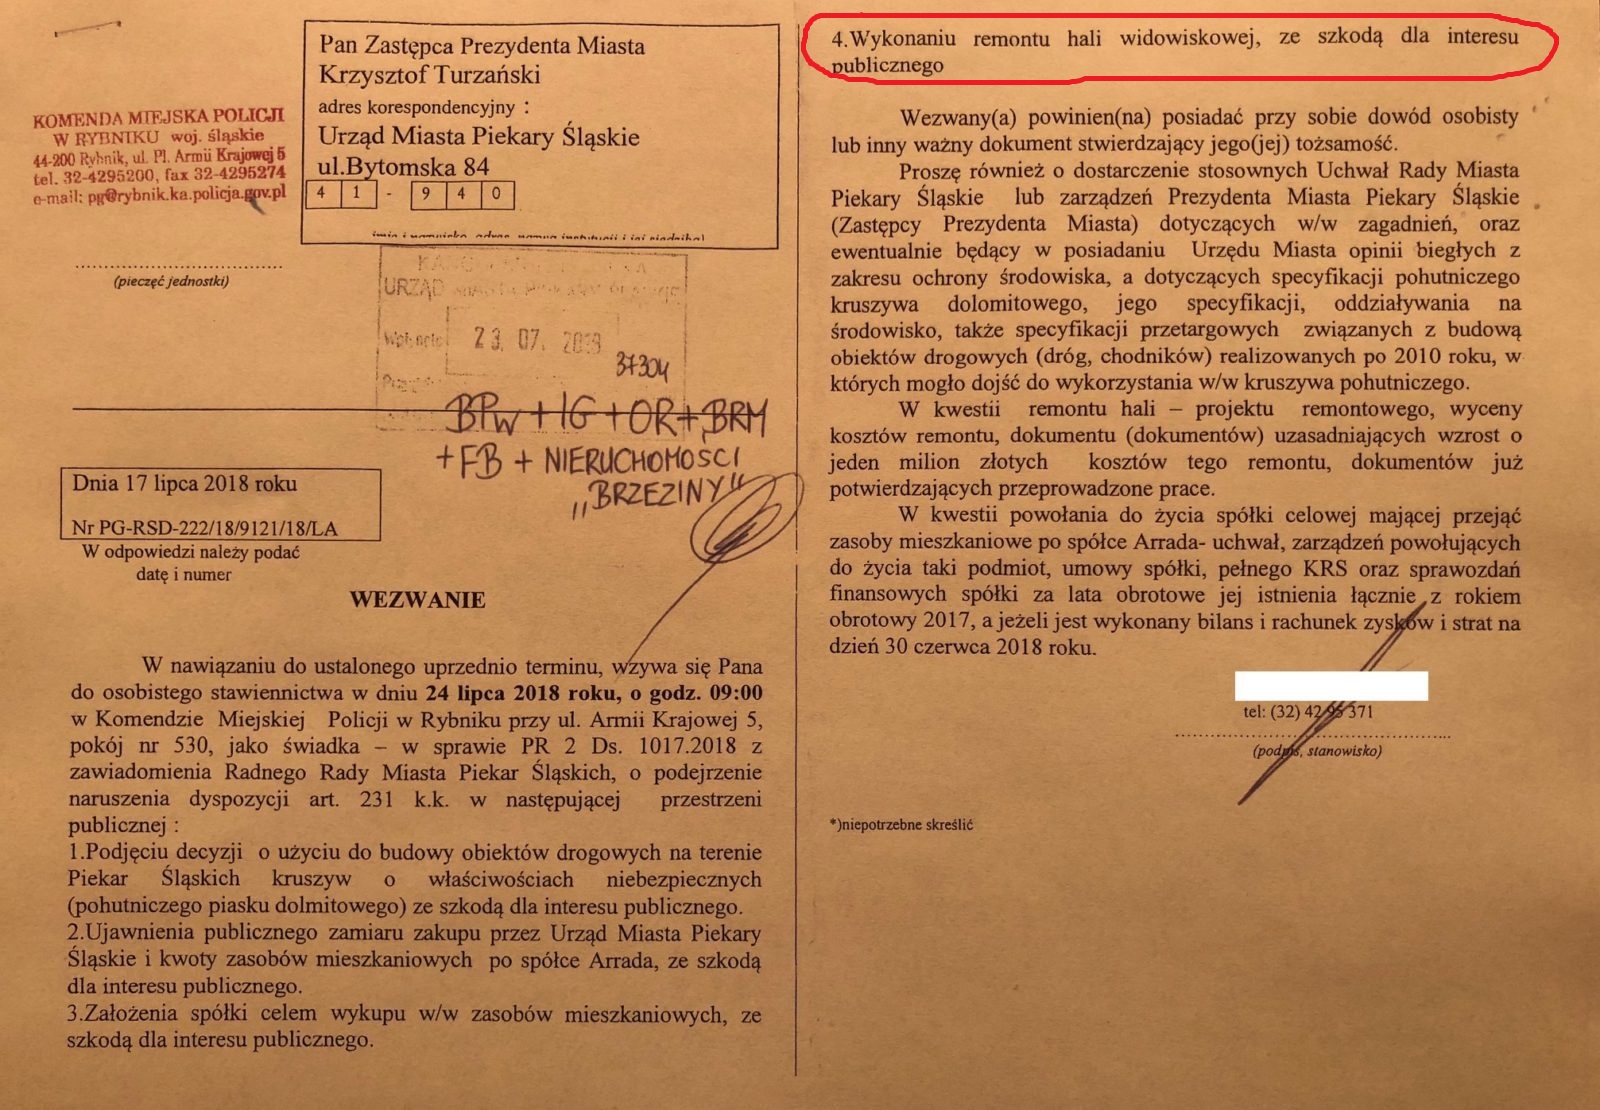 KOMENDA MIEJSKA POLICJI
W RYBNIKU woj. śląskie
44-200 Rybnik, ul. Pl. Armii Krajowej 5
tel. 32-4295200, fax 32-4295274
e-mail: pg@rybnik.ka.policja.gov.pl
(pieczęć jednostki)
Pan Zastępca Prezydenta Miasta
Krzysztof Turzański
adres korespondencyjny :
Urząd Miasta Piekary Śląskie
ul.Bytomska 84
41 - 940
(imię i nazwisko, adres, nazwa instytucji i jej siedziba)
URZĄD MIASTA PIEKARY ŚLĄSKIE
23. 07. 2018
37304
BPW + IG + OR + BRM
+ FB + NIERUCHOMOSCI
„BRZEZINY"
Dnia 17 lipca 2018 roku
Nr PG-RSD-222/18/9121/18/LA
W odpowiedzi należy podać
datę i numer
WEZWANIE
W nawiązaniu do ustalonego uprzednio terminu, wzywa się Pana
do osobistego stawiennictwa w dniu 24 lipca 2018 roku, o godz. 09:00
w Komendzie Miejskiej Policji w Rybniku przy ul. Armii Krajowej 5,
pokój nr 530, jako świadka – w sprawie PR 2 Ds. 1017.2018 z
zawiadomienia Radnego Rady Miasta Piekar Śląskich, o podejrzenie
naruszenia dyspozycji art. 231 k.k. w następującej przestrzeni
publicznej :
1.Podjęciu decyzji o użyciu do budowy obiektów drogowych na terenie
Piekar Śląskich kruszyw o właściwościach niebezpiecznych
(pohutniczego piasku dolmitowego) ze szkodą dla interesu publicznego.
2.Ujawnienia publicznego zamiaru zakupu przez Urząd Miasta Piekary
Śląskie i kwoty zasobów mieszkaniowych po spółce Arrada, ze szkodą
dla interesu publicznego.
3.Założenia spółki celem wykupu w/w zasobów mieszkaniowych, ze
szkodą dla interesu publicznego.
4.Wykonaniu remontu hali widowiskowej, ze szkodą dla interesu
publicznego
Wezwany(a) powinien(na) posiadać przy sobie dowód osobisty
lub inny ważny dokument stwierdzający jego(jej) tożsamość.
Proszę również o dostarczenie stosownych Uchwał Rady Miasta
Piekary Śląskie lub zarządzeń Prezydenta Miasta Piekary Śląskie
(Zastępcy Prezydenta Miasta) dotyczących w/w zagadnień, oraz
ewentualnie będący w posiadaniu Urzędu Miasta opinii biegłych z
zakresu ochrony środowiska, a dotyczących specyfikacji pohutniczego
kruszywa dolomitowego, jego specyfikacji, oddziaływania na
środowisko, także specyfikacji przetargowych związanych z budową
obiektów drogowych (dróg, chodników) realizowanych po 2010 roku, w
których mogło dojść do wykorzystania w/w kruszywa pohutniczego.
W kwestii remontu hali – projektu remontowego, wyceny
kosztów remontu, dokumentu (dokumentów) uzasadniających wzrost o
jeden milion złotych kosztów tego remontu, dokumentów już
potwierdzających przeprowadzone prace.
W kwestii powołania do życia spółki celowej mającej przejąć
zasoby mieszkaniowe po spółce Arrada- uchwał, zarządzeń powołujących
do życia taki podmiot, umowy spółki, pełnego KRS oraz sprawozdań
finansowych spółki za lata obrotowe jej istnienia łącznie z rokiem
obrotowy 2017, a jeżeli jest wykonany bilans i rachunek zysków i strat na
dzień 30 czerwca 2018 roku.
tel: (32) 42 95 371
(podpis, stanowisko)
*)niepotrzebne skreślić